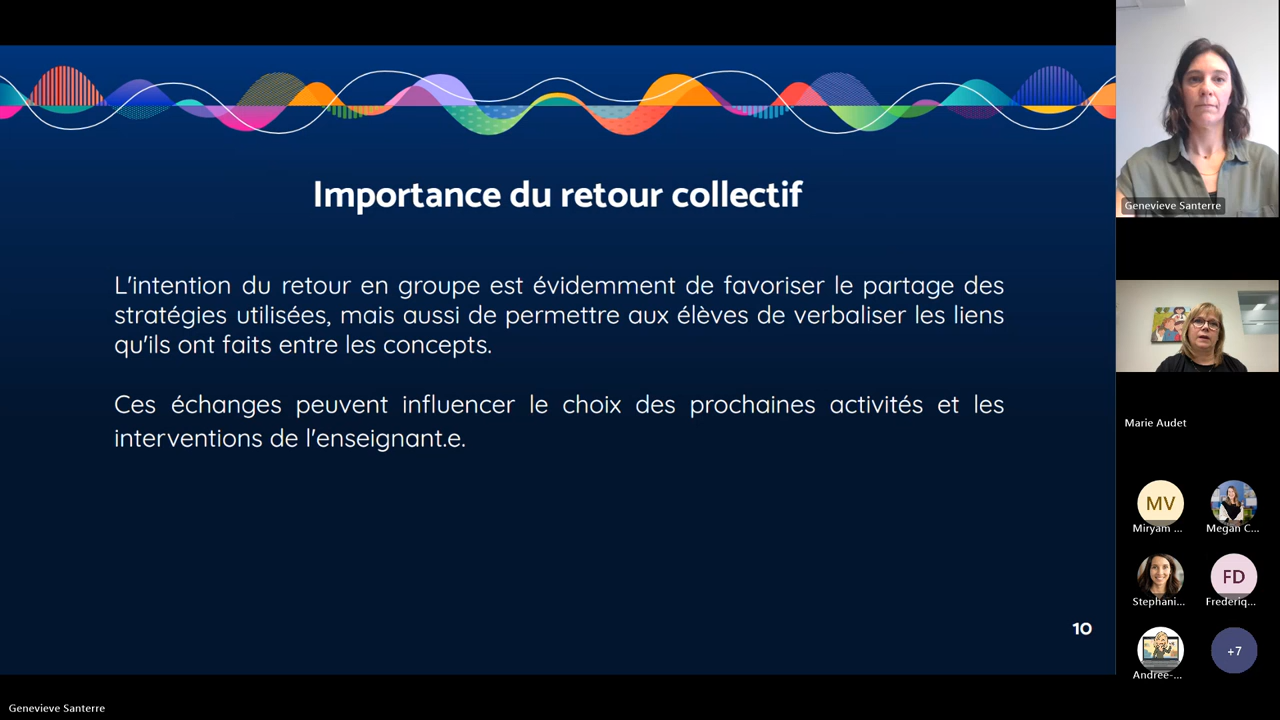 Importance du retour collectif
L'intention du retour en groupe est évidemment de favoriser le partage des
stratégies utilisées, mais aussi de permettre aux élèves de verbaliser les liens
qu'ils ont faits entre les concepts.
Ces échanges peuvent influencer le choix des prochaines activités et les
interventions de l'enseignant.e.
10
Genevieve Santerre
Marie Audet
MV
Miryam ...
Megan C...
Stephani...
FD
Frederiq...
Andrée-...
+7
Genevieve Santerre